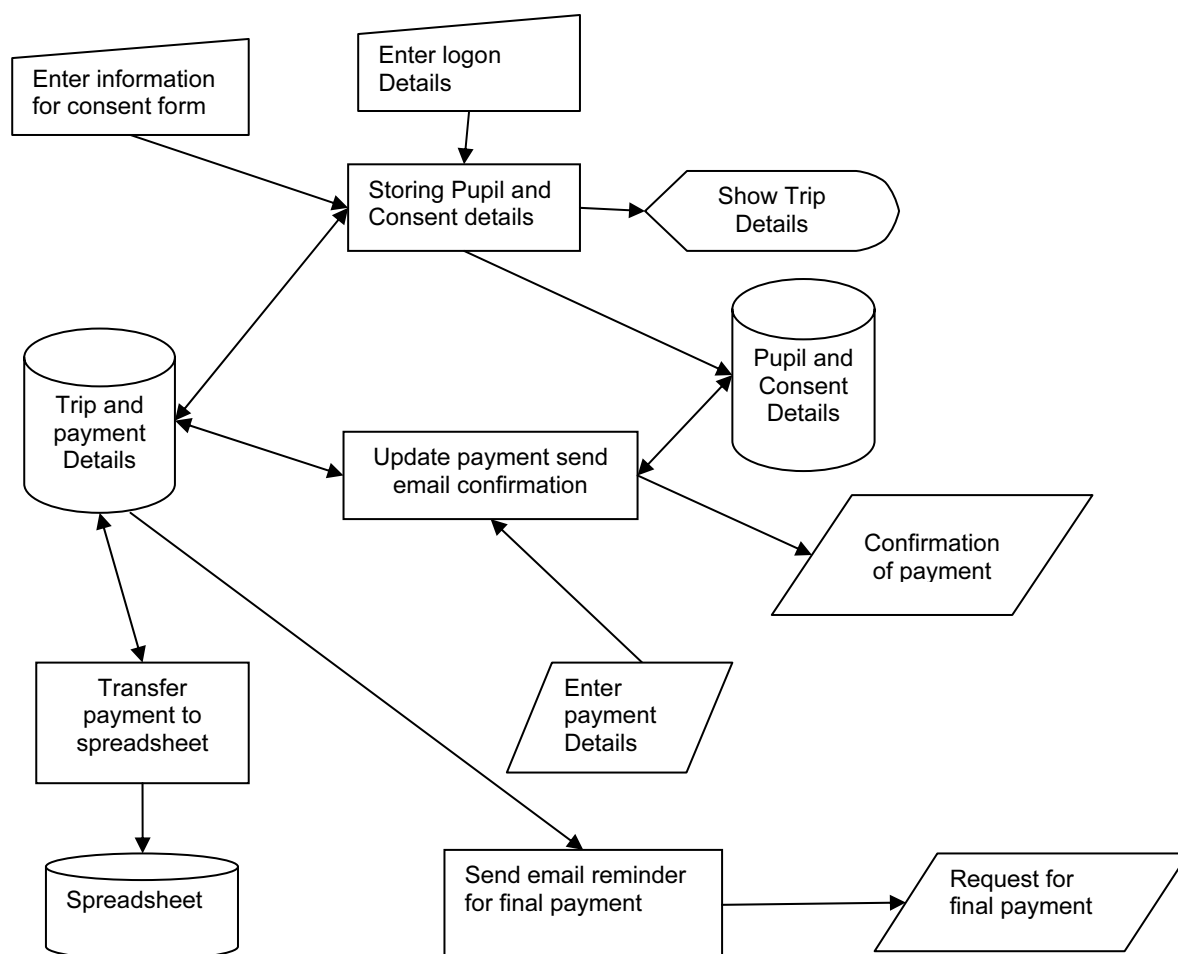 Enter information
for consent form
Enter logon
Details
Storing Pupil and
Consent details
Show Trip
Details
Trip and
payment
Details
Pupil and
Consent
Details
Update payment send
email confirmation
Confirmation
of payment
Transfer
payment to
spreadsheet
Enter
payment
Details
Spreadsheet
Send email reminder
for final payment
Request for
final payment